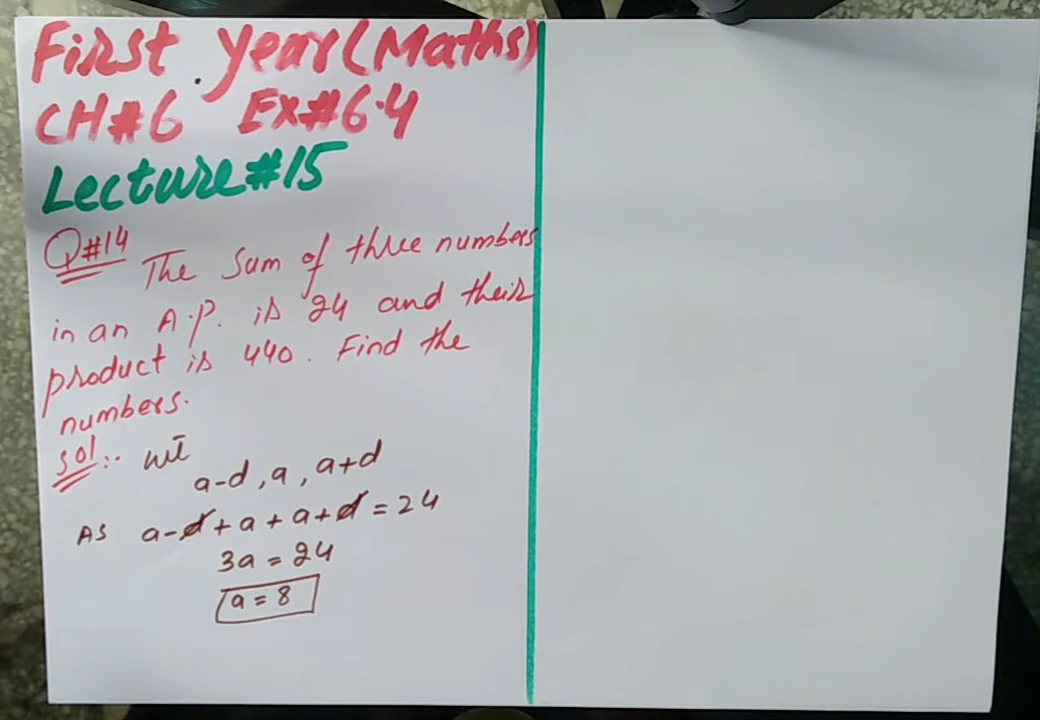 First year (Maths)
CH#6 Ex#6.4
Lecture#15
Q#14 The Sum of three numbers
in an A.P. is 24 and their
product is 440. Find the
numbers.
Sol:-
a-d, a, a+d
As a-d+a+a+d=24
3a=24
a=8